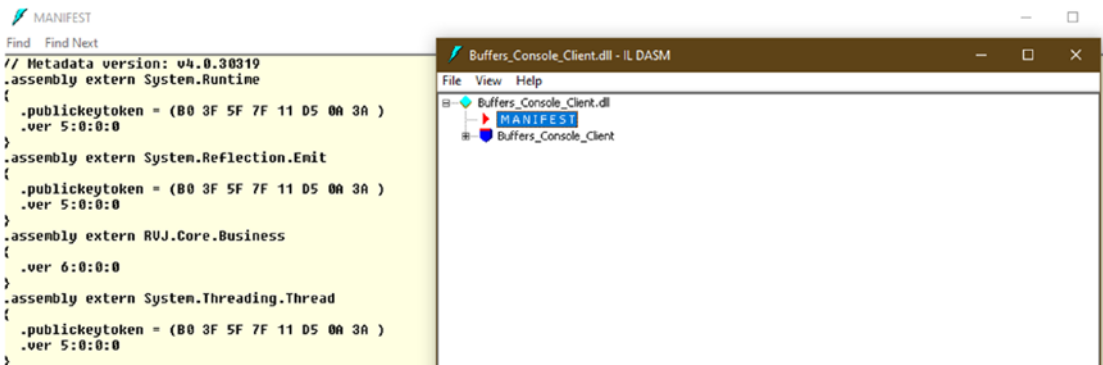 MANIFEST
Find Find Next
// Metadata version: v4.0.30319
.assembly extern System.Runtime
{
.publickeytoken = (B0 3F 5F 7F 11 D5 0A 3A )
.ver 5:0:0:0
}
.assembly extern System.Reflection.Emit
{
.publickeytoken = (B0 3F 5F 7F 11 D5 0A 3A )
.ver 5:0:0:0
}
.assembly extern RVJ.Core.Business
{
.ver 6:0:0:0
}
.assembly extern System.Threading.Thread
{
.publickeytoken = (B0 3F 5F 7F 11 D5 0A 3A )
.ver 5:0:0:0
}
Buffers_Console_Client.dll - IL DASM
File View Help
Buffers_Console_Client.dll
MANIFEST
Buffers_Console_Client